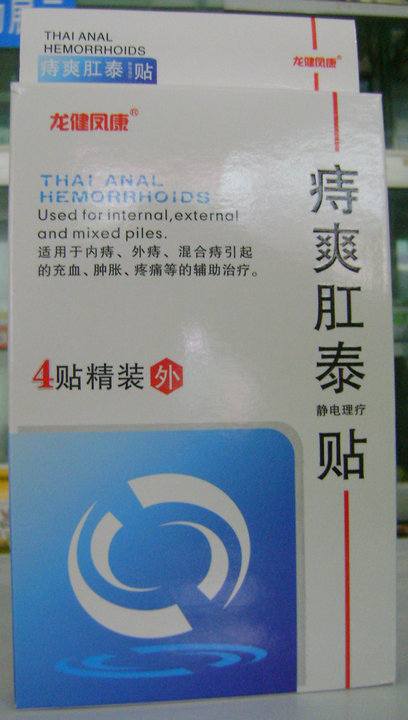 THAI ANAL
HEMORRHOIDS
痔爽肛泰贴
龙健凤康
龙健凤康®
THAI ANAL
HEMORRHOIDS
Used for internal,external
and mixed piles.
适用于内痔、外痔、混合痔引起
的充血、肿胀、疼痛等的辅助治疗。
4贴精装 外
痔爽肛泰
静电理疗
贴